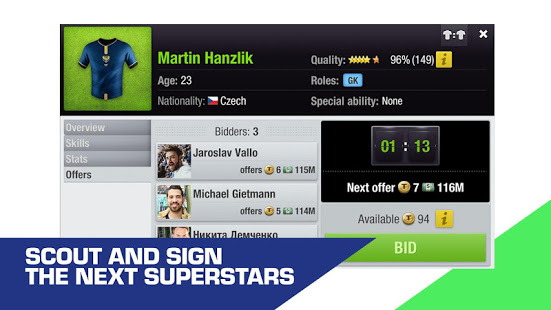 Martin Hanzlik
Quality: 96% (149) i
Age: 23
Roles: GK
Nationality: Czech
Special ability: None
Overview
Skills
Stats
Offers
Bidders: 3
Jaroslav Vallo
offers T 6 115M
Michael Gietmann
offers T 5 114M
Никита Демченко
01 : 13
Next offer T 7 116M
Available T 94 i
BID
SCOUT AND SIGN
THE NEXT SUPERSTARS